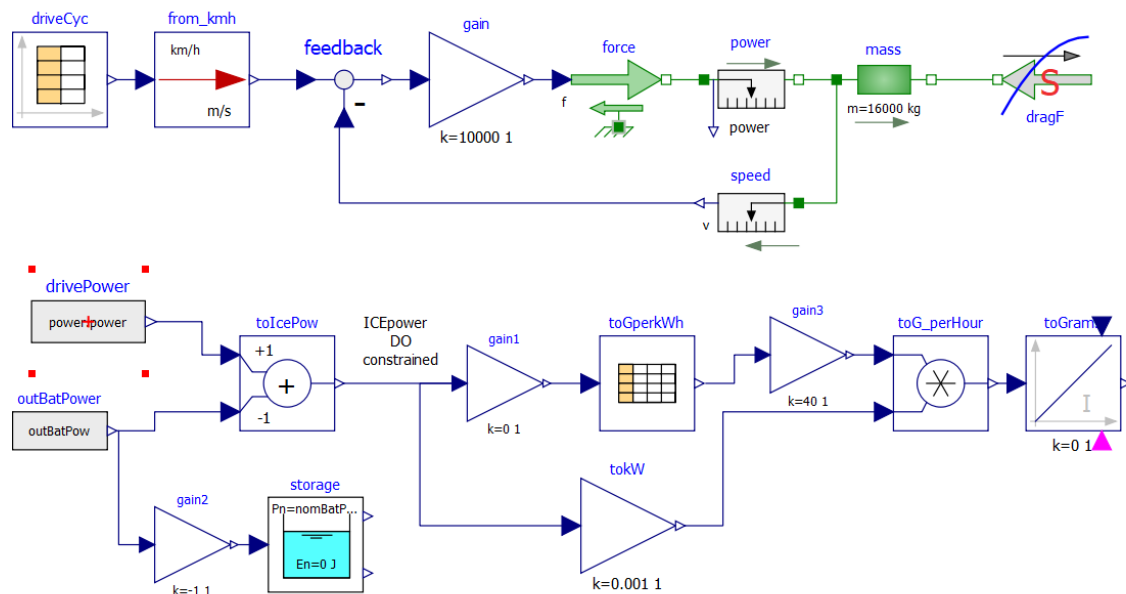 driveCyc
from_kmh
km/h
m/s
feedback
-
gain
k=10000 1
force
f
power
power
mass
m=16000 kg
S
dragF
speed
v
drivePower
power.power
outBatPower
outBatPow
toIcePow
+1
+
-1
ICEpower
DO
constrained
gain1
k=0 1
toGperkWh
gain3
k=40 1
toG_perHour
toGrams
I
k=0 1
gain2
k=-1 1
storage
Pn=nomBatP...
En=0 J
tokW
k=0.001 1